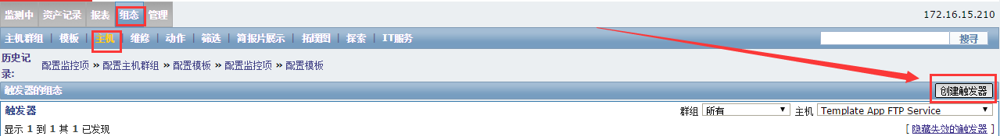 监测中 资产记录 报表 组态 管理
172.16.15.210
主机群组 | 模板 | 主机 | 维修 | 动作 | 筛选 | 简报片展示 | 拓璞图 | 探索 | IT服务 搜寻
历史记录: 配置监控项 » 配置主机群组 » 配置模板 » 配置监控项 » 配置模板
触发器的组态 创建触发器
触发器 群组 所有 主机 Template App FTP Service
显示 1 到 1 其 1 已发现 [ 隐藏失效的触发器 ]